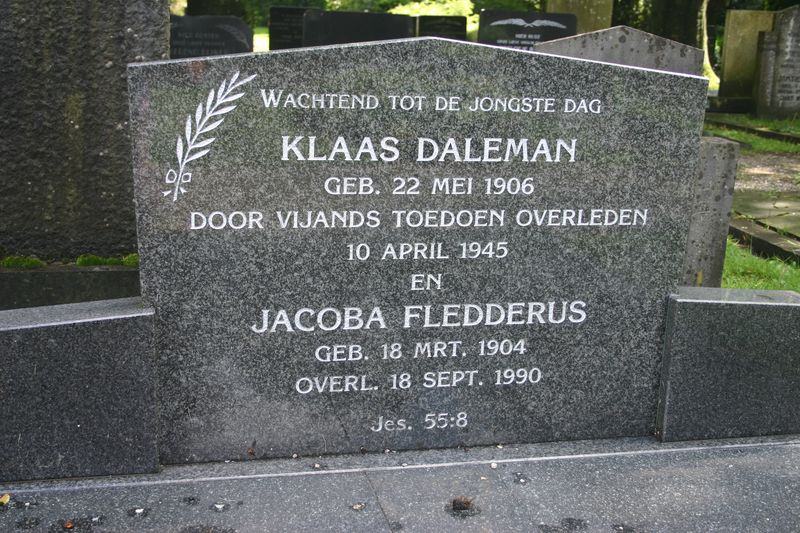 WACHTEND TOT DE JONGSTE DAG
KLAAS DALEMAN
GEB. 22 MEI 1906
DOOR VIJANDS TOEDOEN OVERLEDEN
10 APRIL 1945
EN
JACOBA FLEDDERUS
GEB. 18 MRT. 1904
OVERL. 18 SEPT. 1990
Jes. 55:8